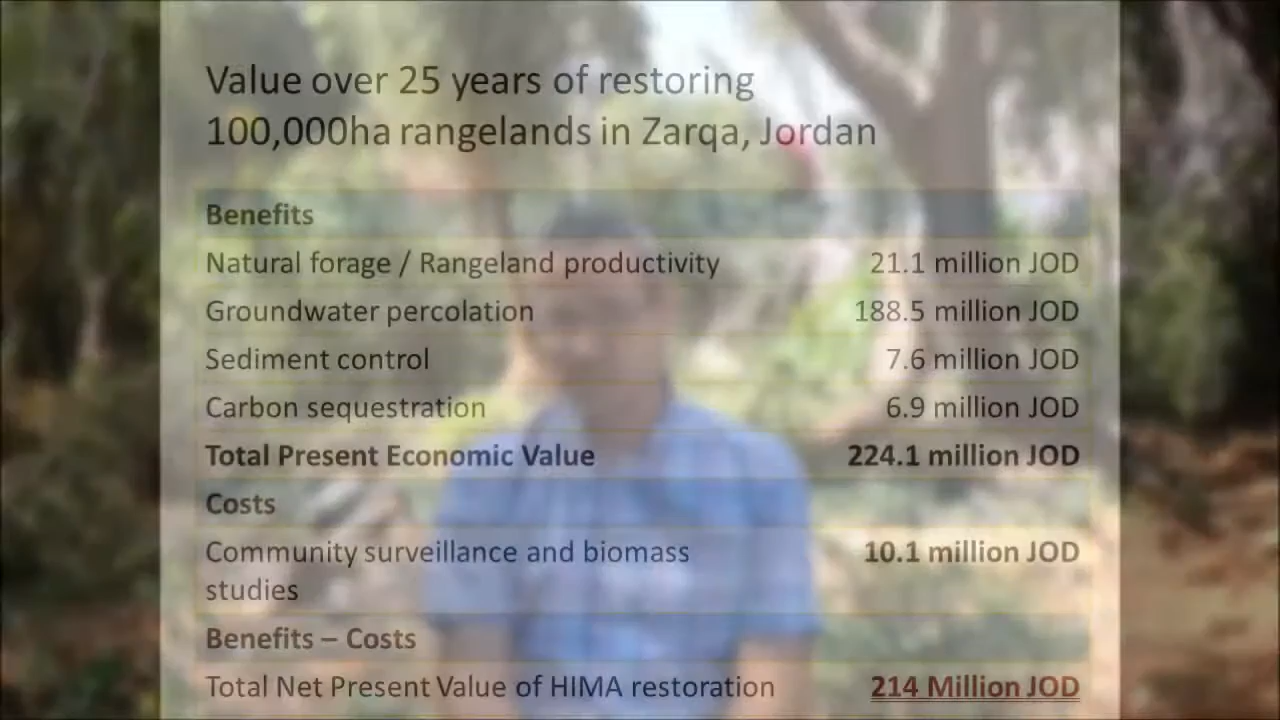 Value over 25 years of restoring
100,000ha rangelands in Zarqa, Jordan
Benefits
Natural forage / Rangeland productivity 21.1 million JOD
Groundwater percolation 188.5 million JOD
Sediment control 7.6 million JOD
Carbon sequestration 6.9 million JOD
Total Present Economic Value 224.1 million JOD
Costs
Community surveillance and biomass 10.1 million JOD
studies
Benefits – Costs
Total Net Present Value of HIMA restoration 214 Million JOD